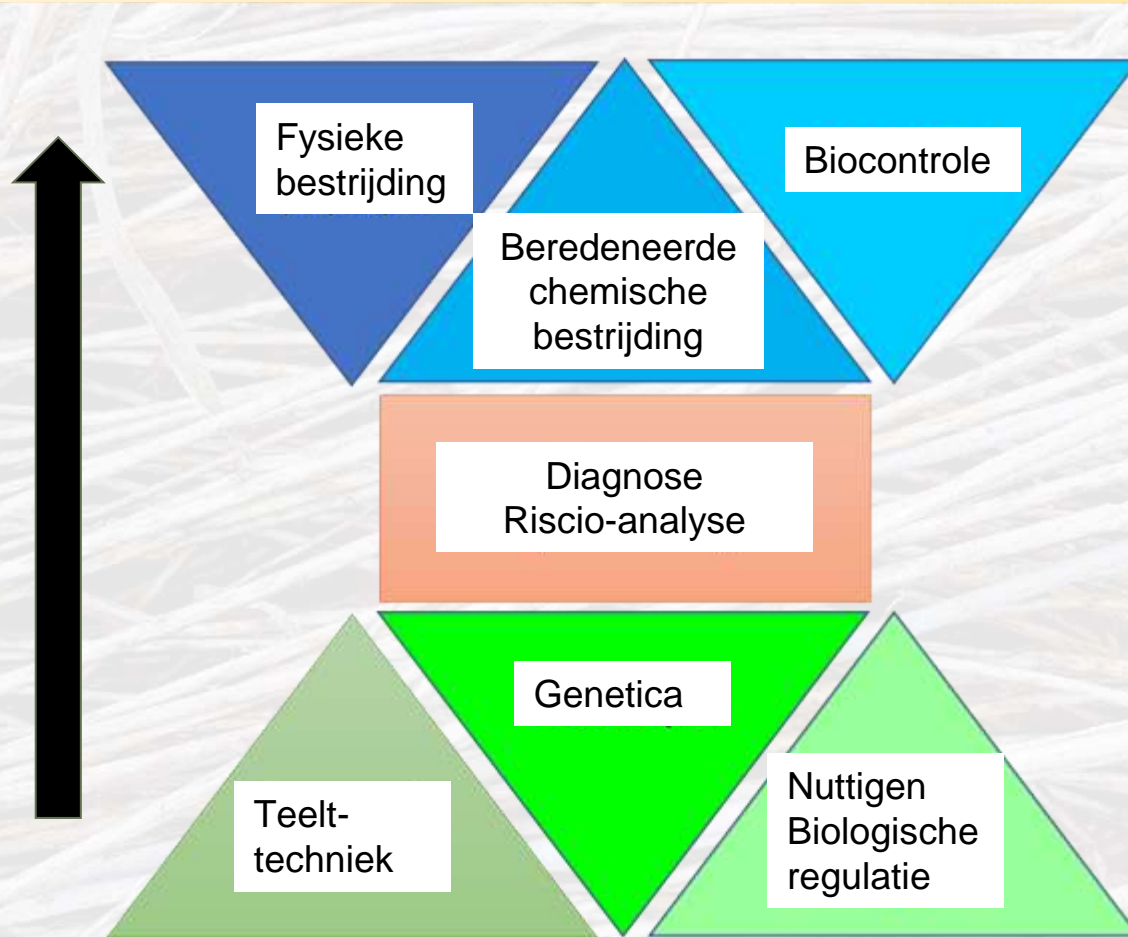 Fysieke
bestrijding
Biocontrole
Beredeneerde
chemische
bestrijding
Diagnose
Riscio-analyse
Genetica
Teelt-
techniek
Nuttigen
Biologische
regulatie